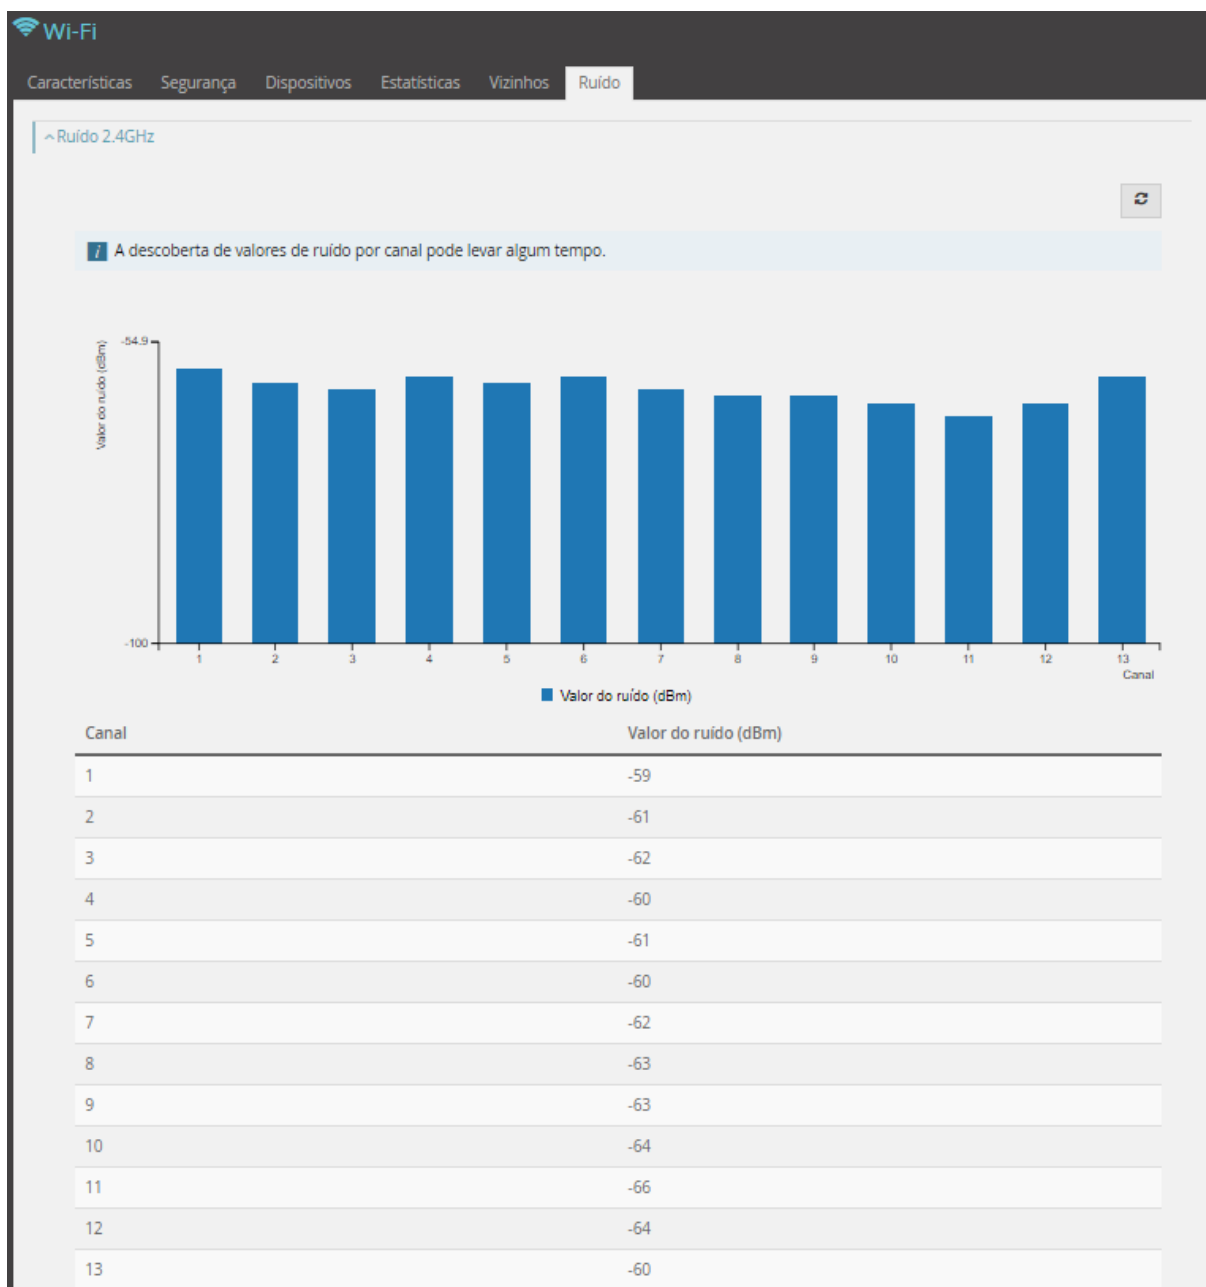 Wi-Fi
Características Segurança Dispositivos Estatísticas Vizinhos Ruído
Ruído 2.4GHz
i A descoberta de valores de ruído por canal pode levar algum tempo.
Valor do ruído (dBm)
-54.9
-100
1 2 3 4 5 6 7 8 9 10 11 12 13
Canal
Valor do ruído (dBm)
Canal Valor do ruído (dBm)
1 -59
2 -61
3 -62
4 -60
5 -61
6 -60
7 -62
8 -63
9 -63
10 -64
11 -66
12 -64
13 -60